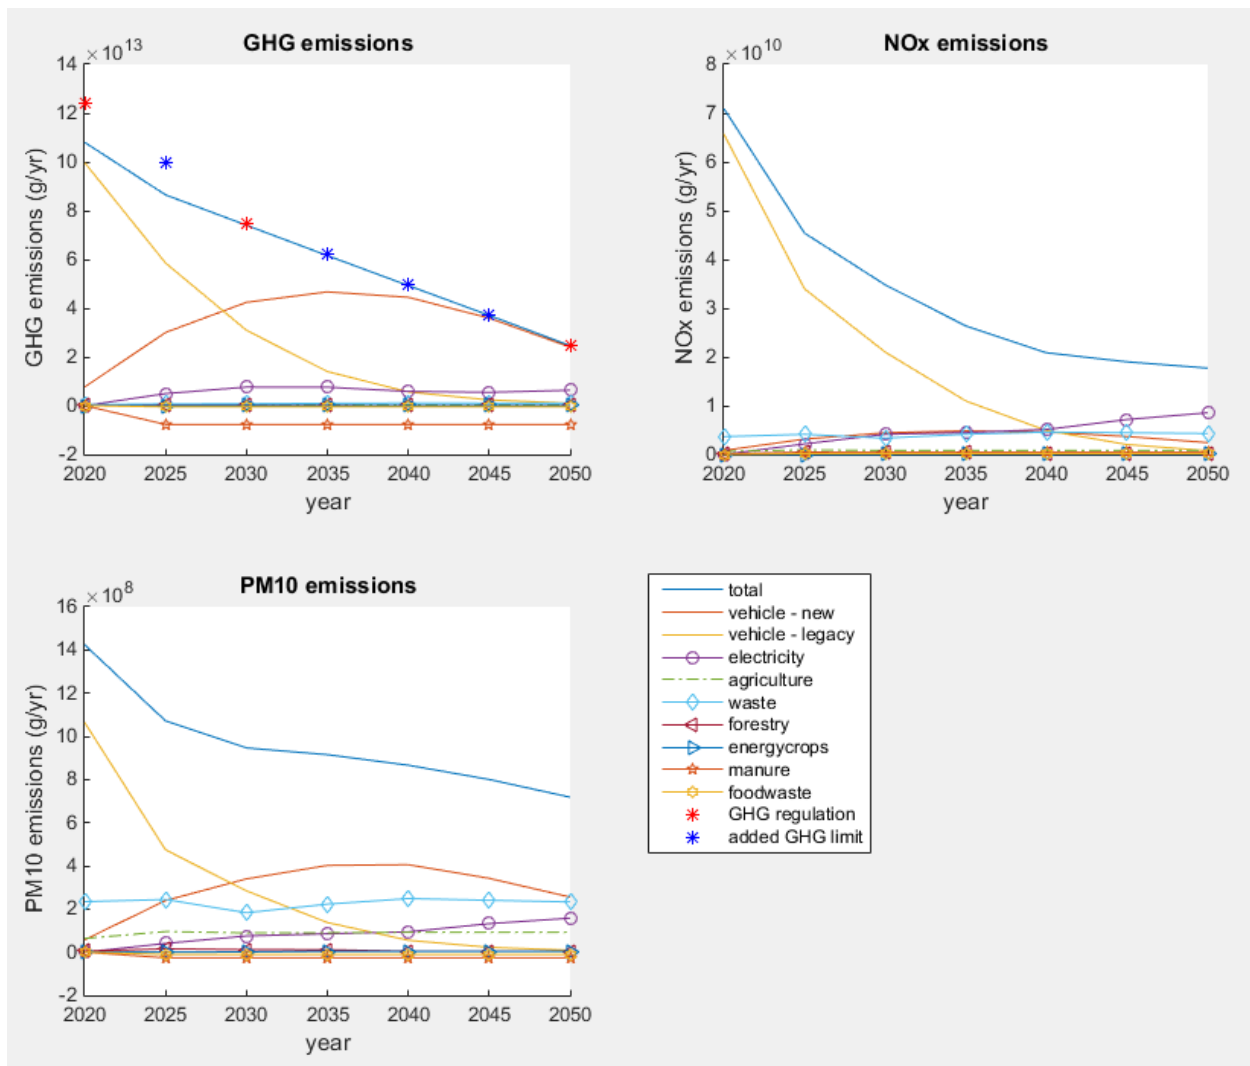 GHG emissions
×10^13
14
12
10
8
6
4
2
0
-2
GHG emissions (g/yr)
2020 2025 2030 2035 2040 2045 2050
year
NOx emissions
×10^10
8
7
6
5
4
3
2
1
0
NOx emissions (g/yr)
2020 2025 2030 2035 2040 2045 2050
year
PM10 emissions
×10^8
16
14
12
10
8
6
4
2
0
-2
PM10 emissions (g/yr)
2020 2025 2030 2035 2040 2045 2050
year
total
vehicle - new
vehicle - legacy
electricity
agriculture
waste
forestry
energycrops
manure
foodwaste
GHG regulation
added GHG limit